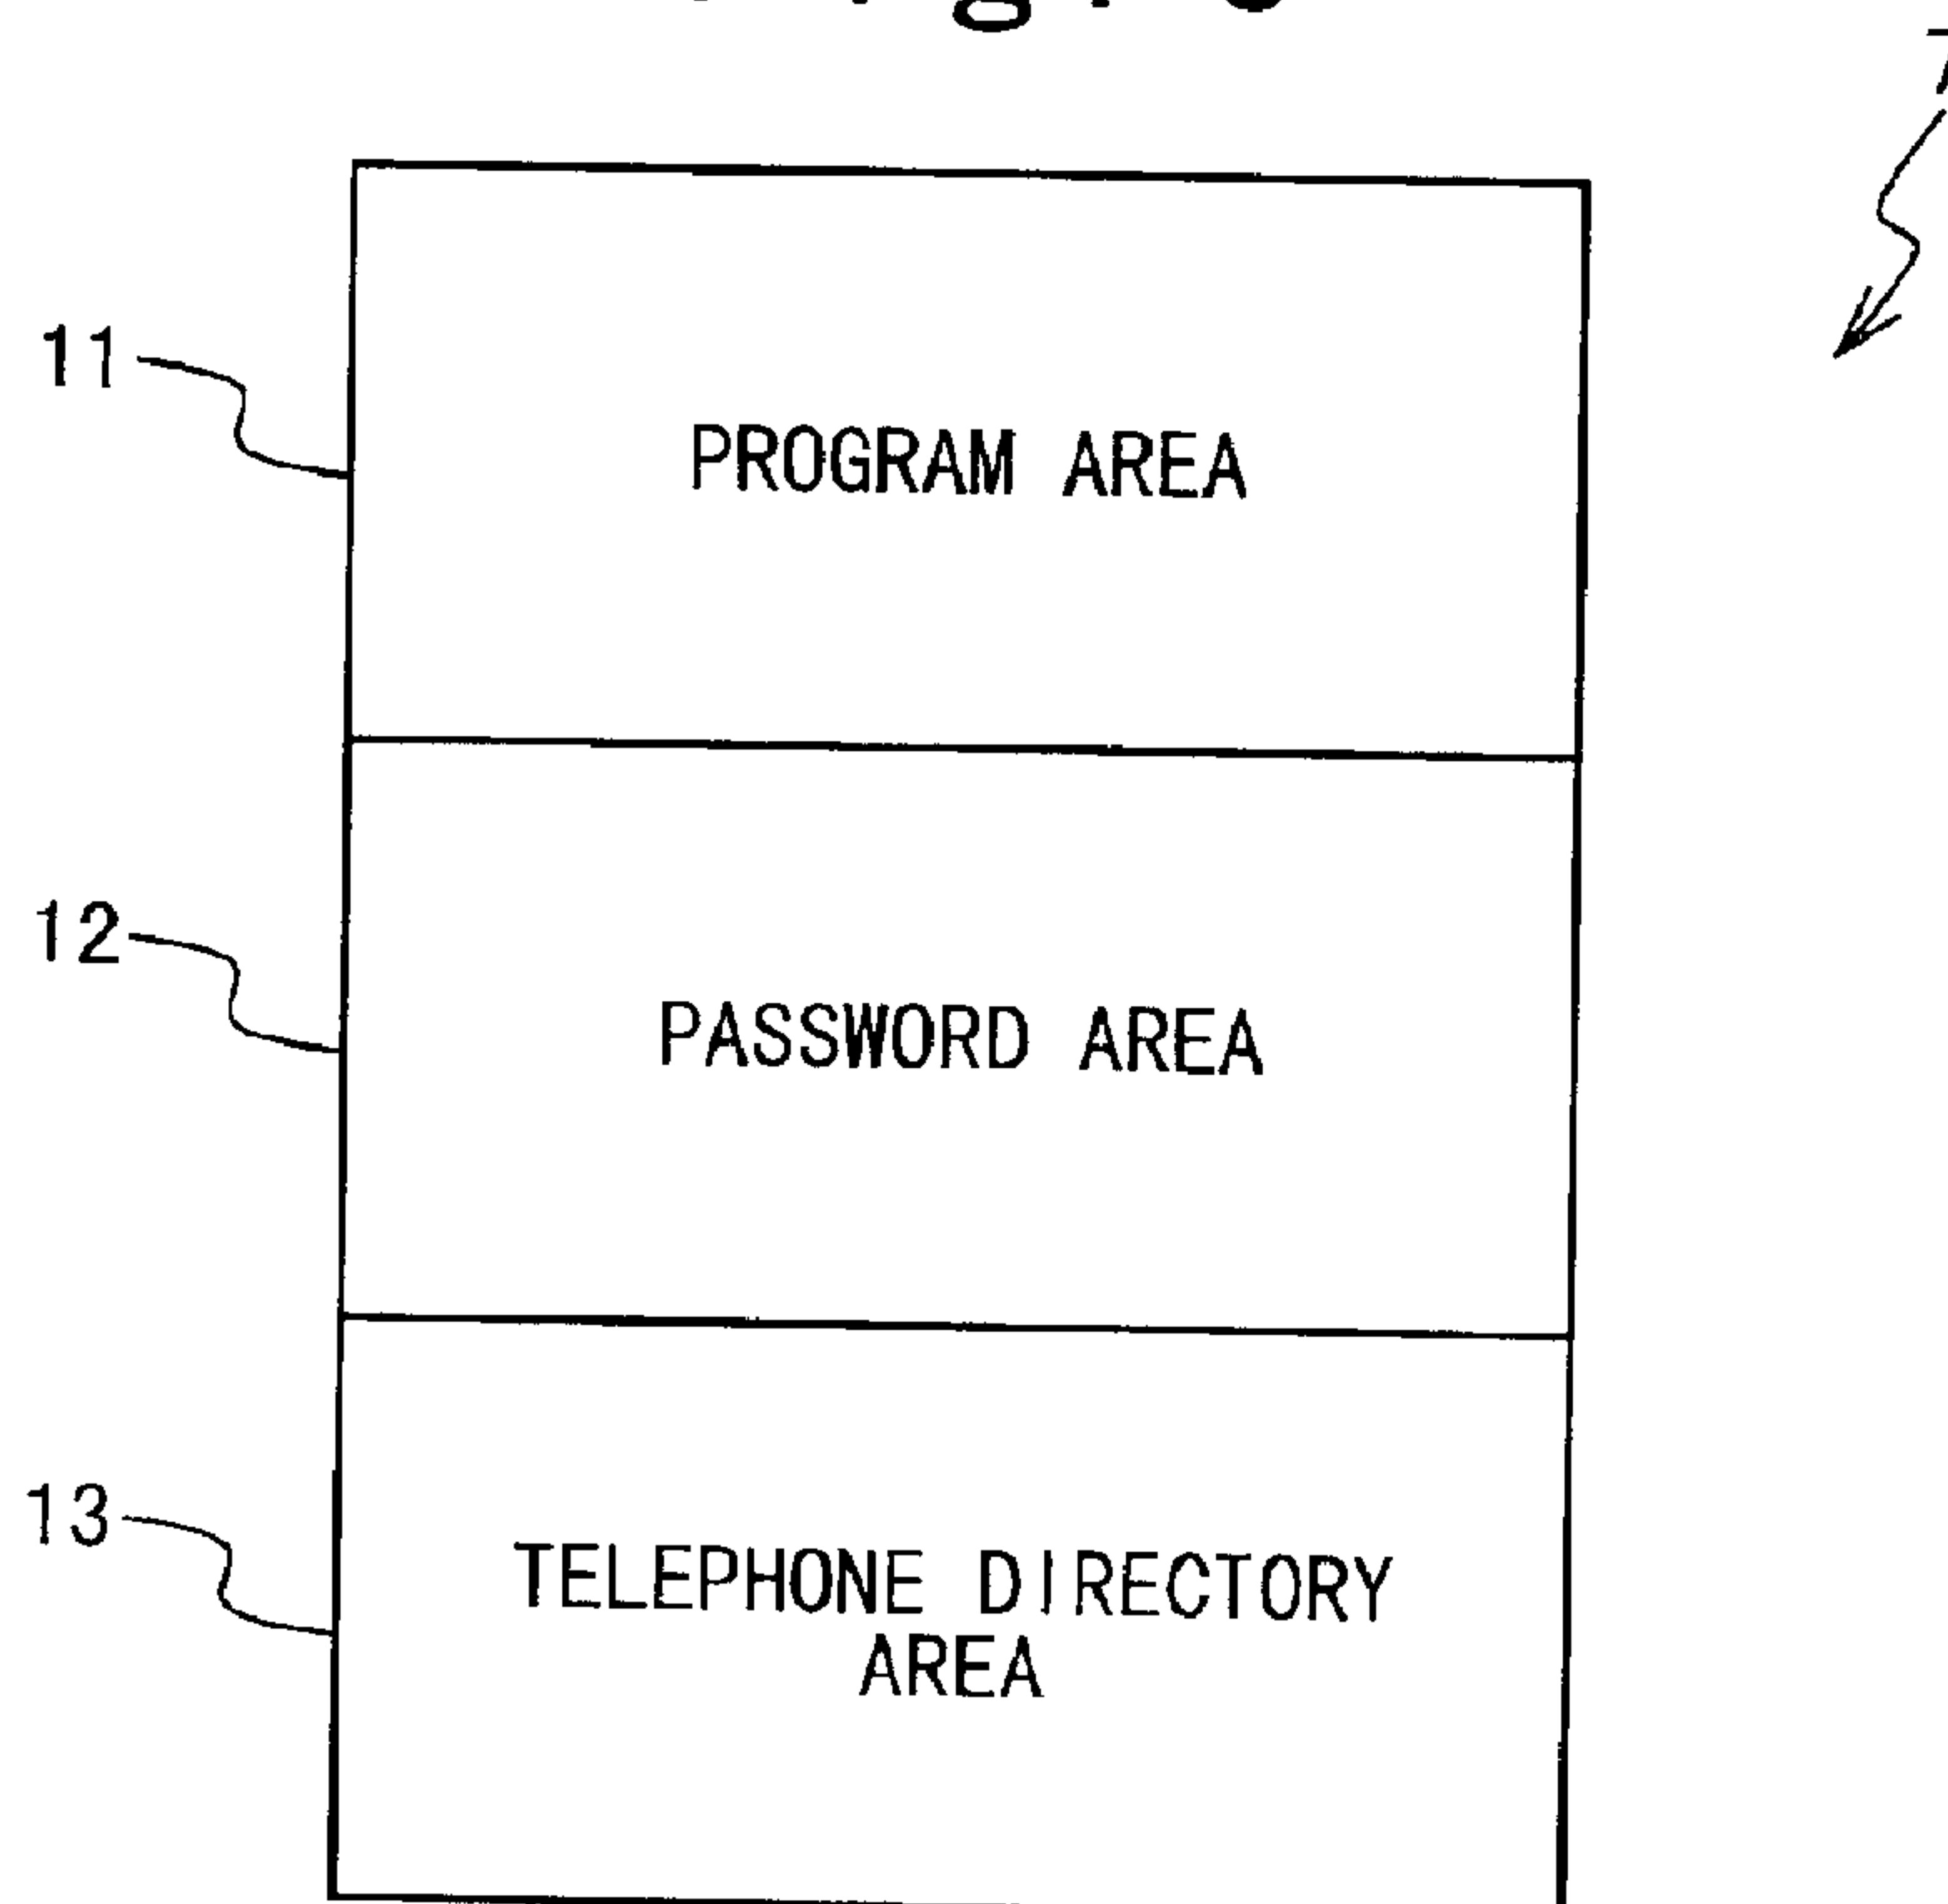 11
PROGRAM AREA
12
PASSWORD AREA
13
TELEPHONE DIRECTORY
AREA